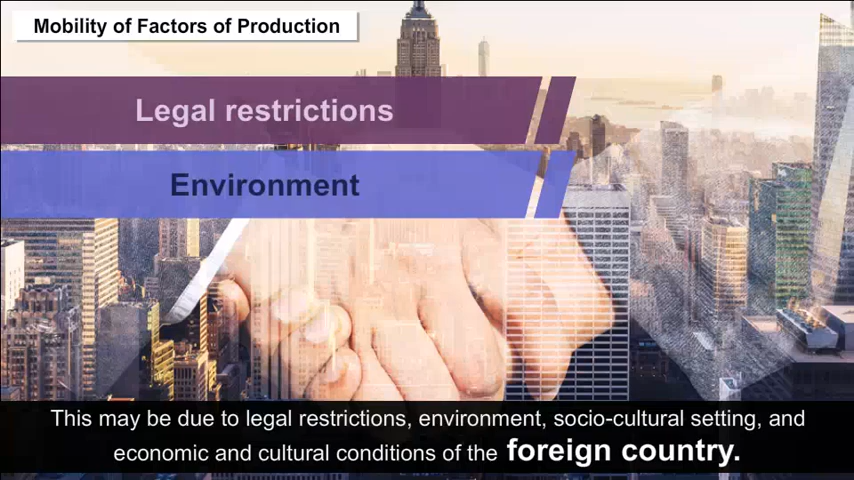 Mobility of Factors of Production
Legal restrictions
Environment
This may be due to legal restrictions, environment, socio-cultural setting, and
economic and cultural conditions of the foreign country.